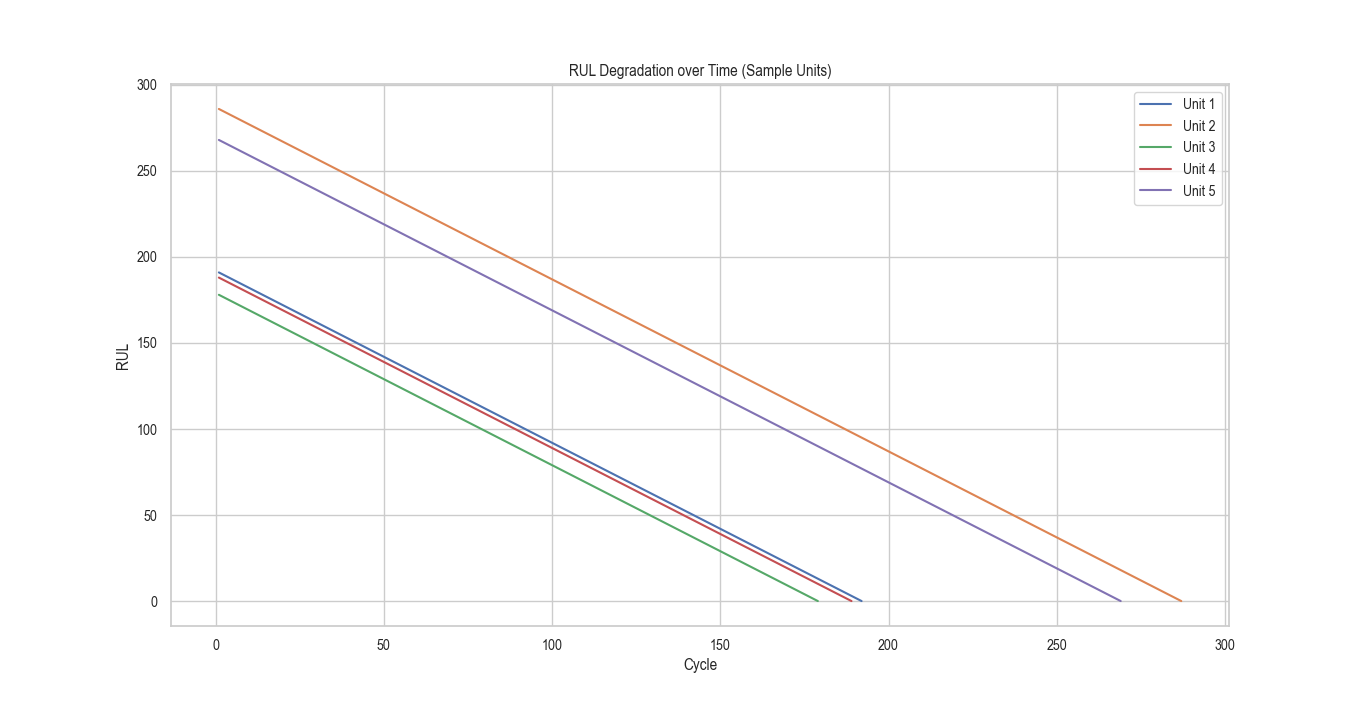 RUL Degradation over Time (Sample Units)
300
250
200
150
100
50
0
RUL
Unit 1
Unit 2
Unit 3
Unit 4
Unit 5
0 50 100 150 200 250 300
Cycle